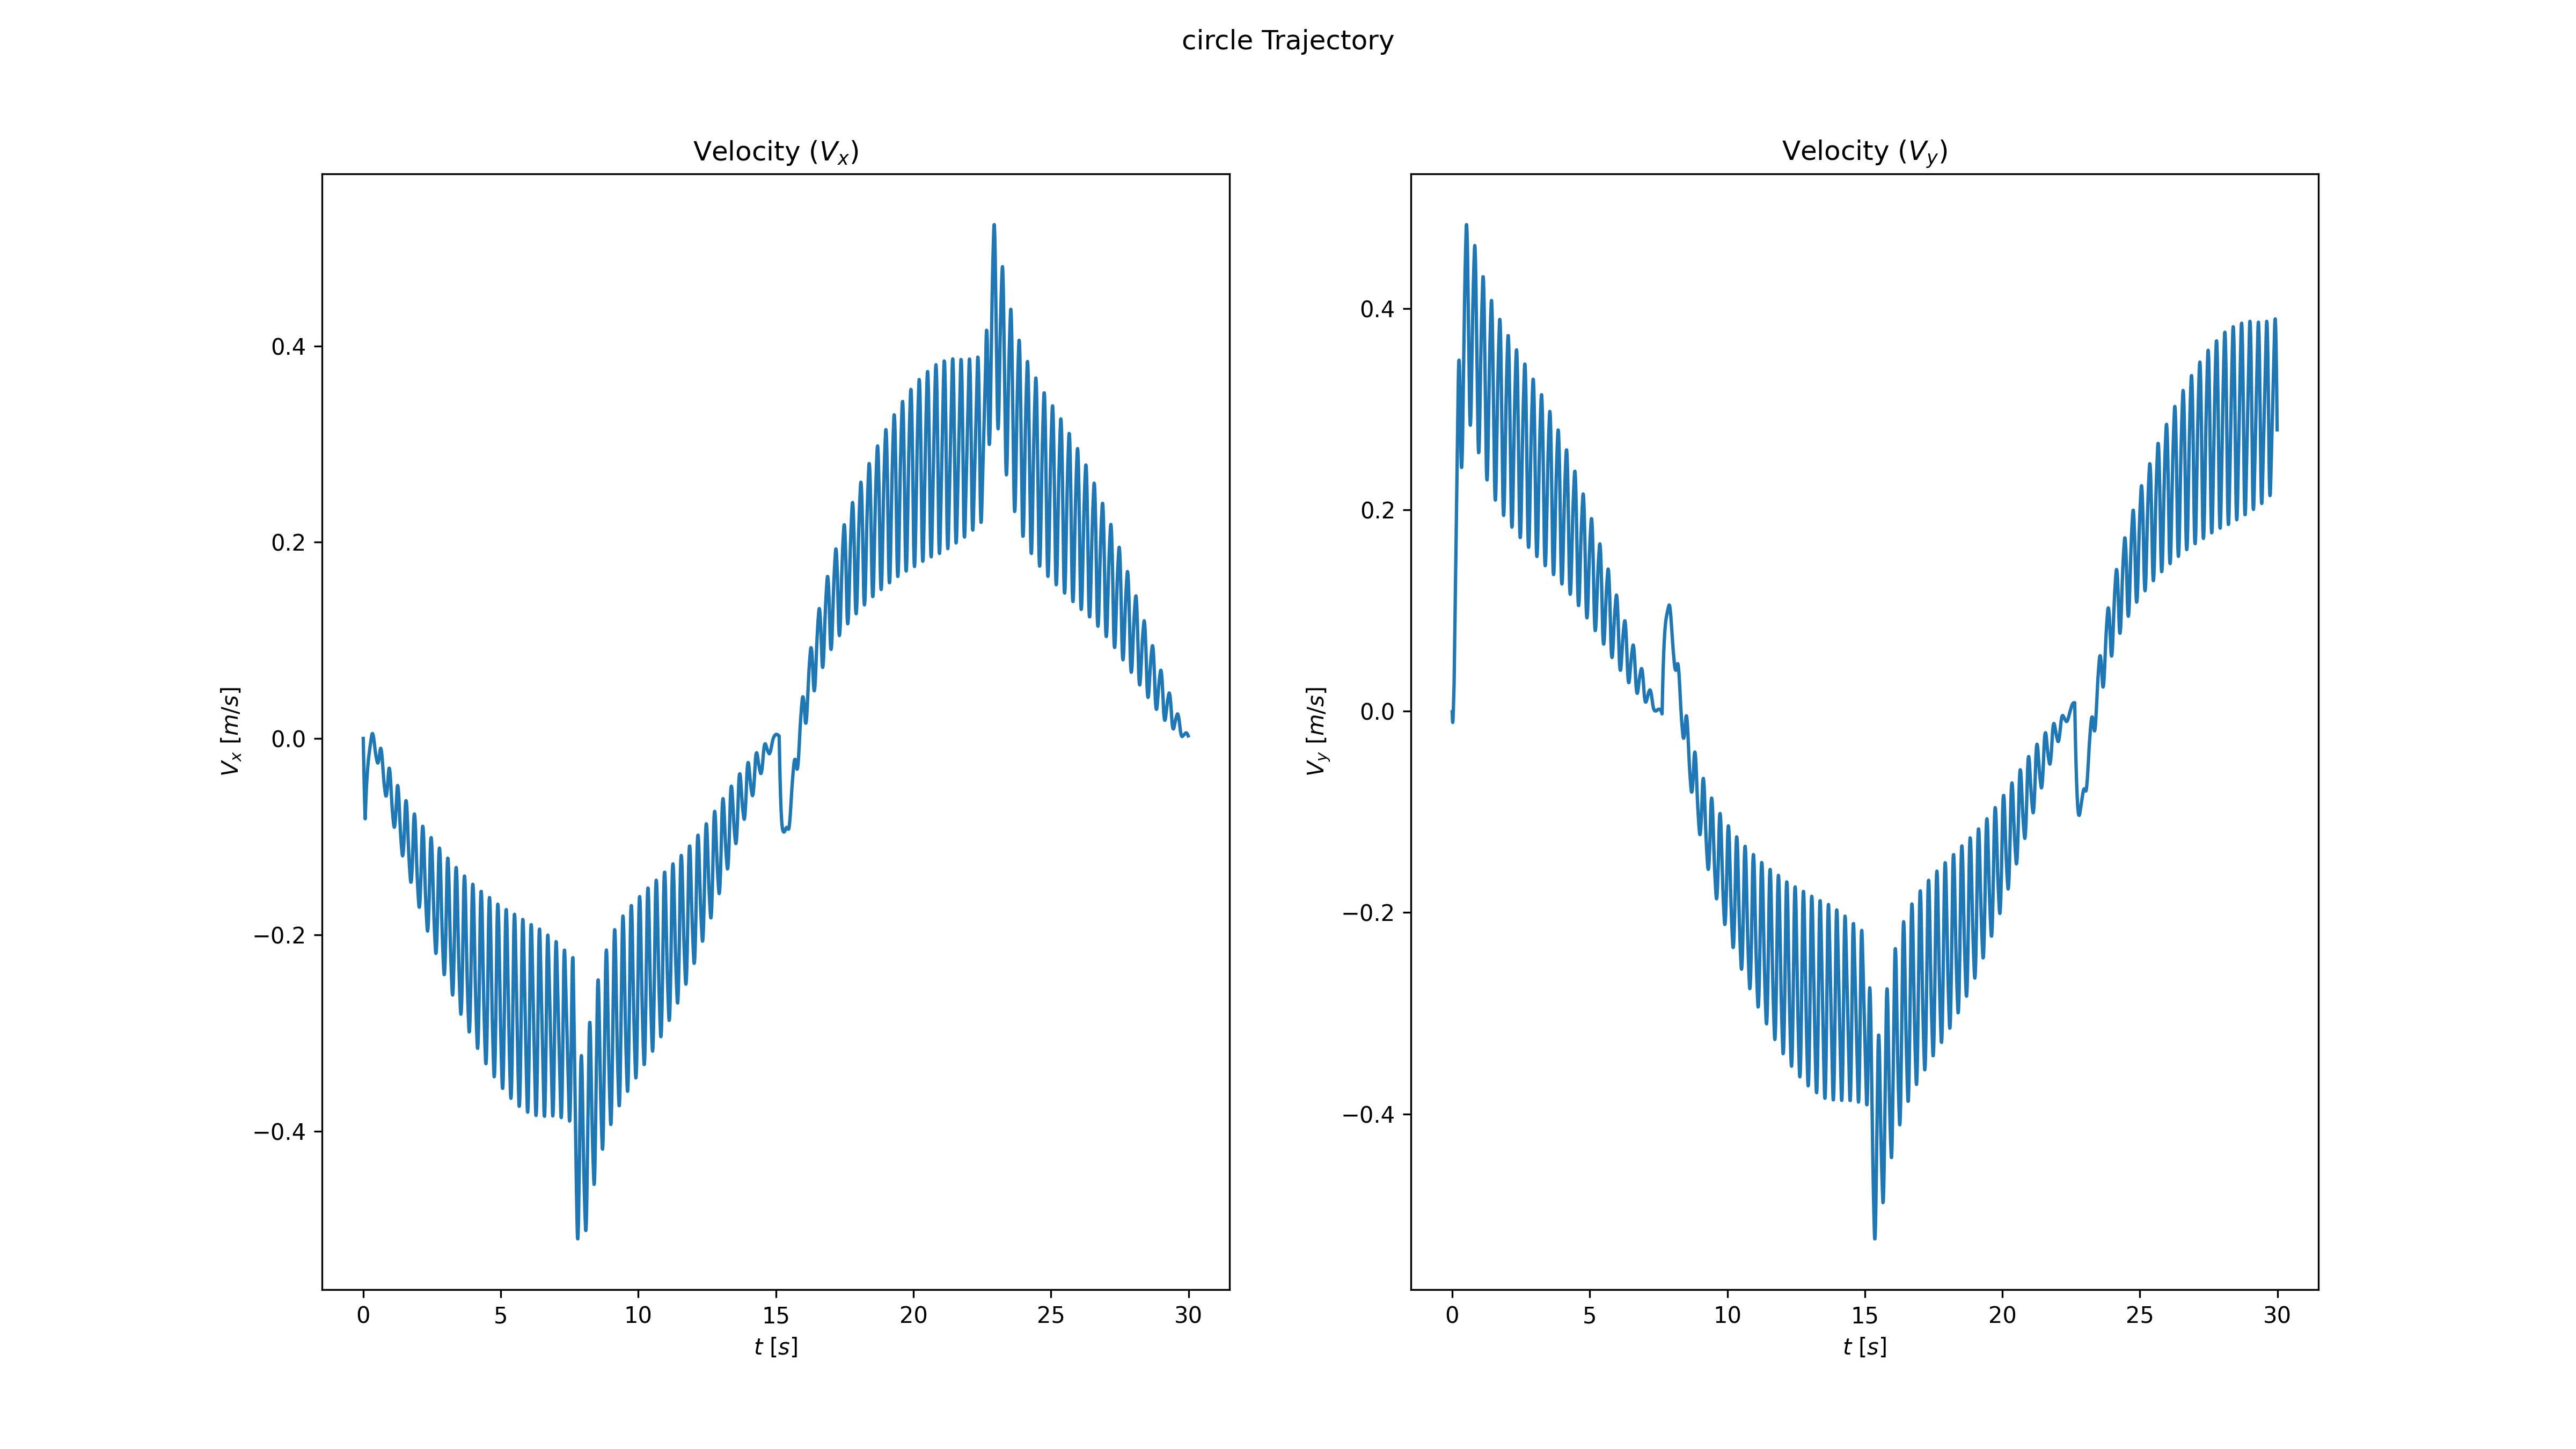 circle Trajectory
Velocity (Vₓ)
Vₓ [m/s]
0.4
0.2
0.0
−0.2
−0.4
0 5 10 15 20 25 30
t [s]
Velocity (V_y)
V_y [m/s]
0.4
0.2
0.0
−0.2
−0.4
0 5 10 15 20 25 30
t [s]